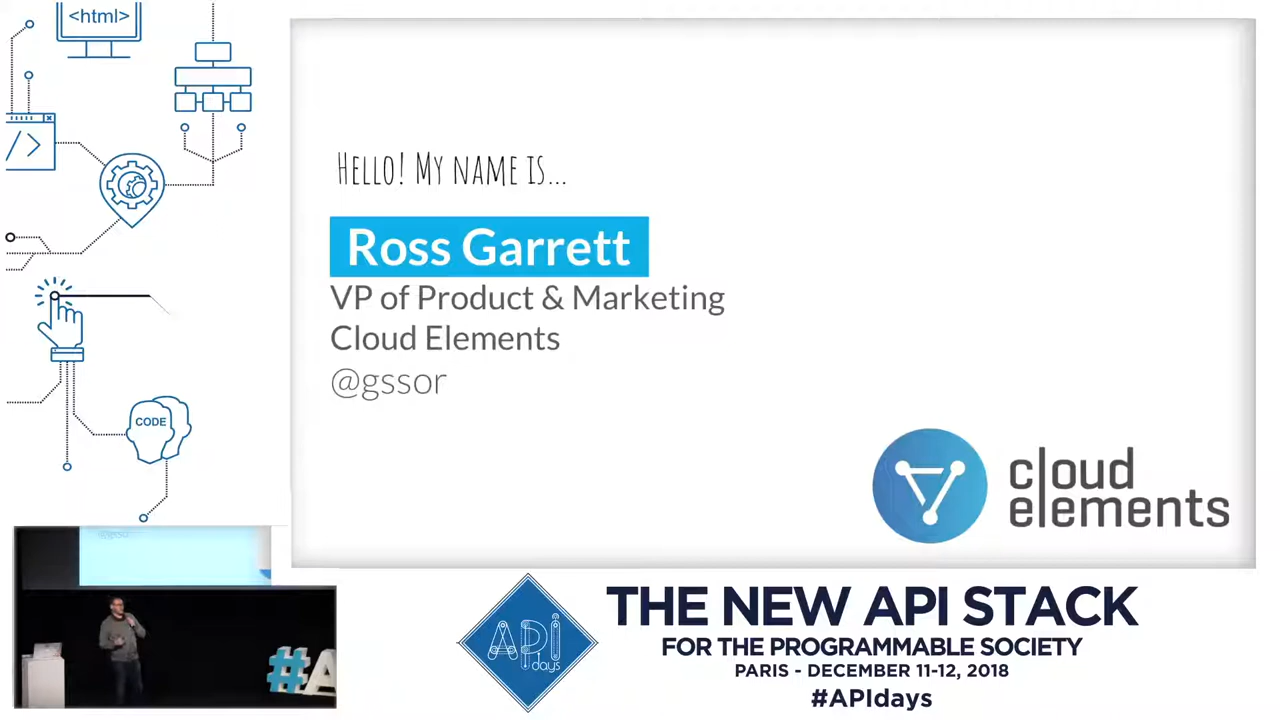 <html>
</>
CODE
Hello! My name is...
Ross Garrett
VP of Product & Marketing
Cloud Elements
@gssor
cloud
elements
#A
API
days
THE NEW API STACK
FOR THE PROGRAMMABLE SOCIETY
PARIS - DECEMBER 11-12, 2018
#APIdays